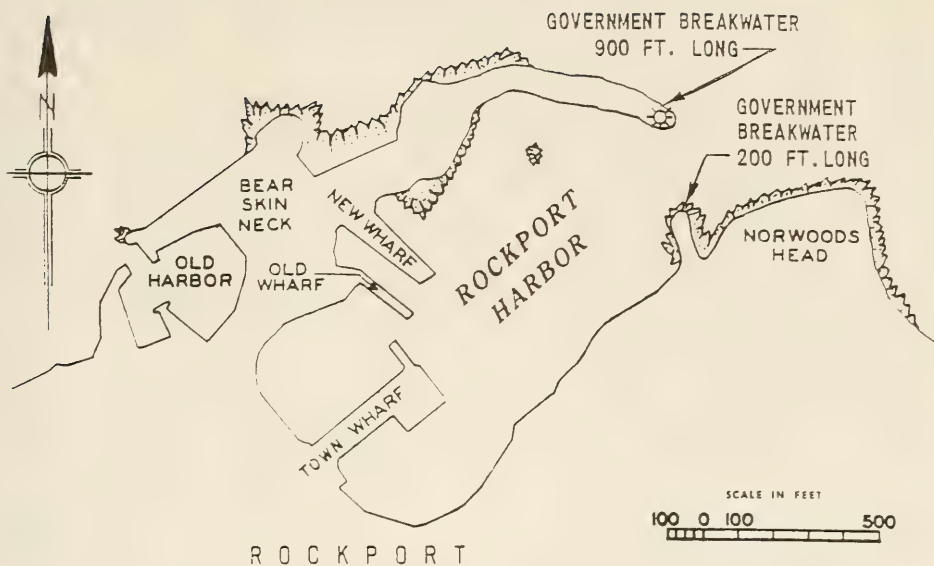 GOVERNMENT BREAKWATER
900 FT. LONG
GOVERNMENT
BREAKWATER
200 FT. LONG
N
BEAR
SKIN
NECK
NEW WHARF
ROCKPORT
HARBOR
NORWOODS
HEAD
OLD
HARBOR
OLD
WHARF
TOWN WHARF
SCALE IN FEET
100 0 100 500
ROCKPORT